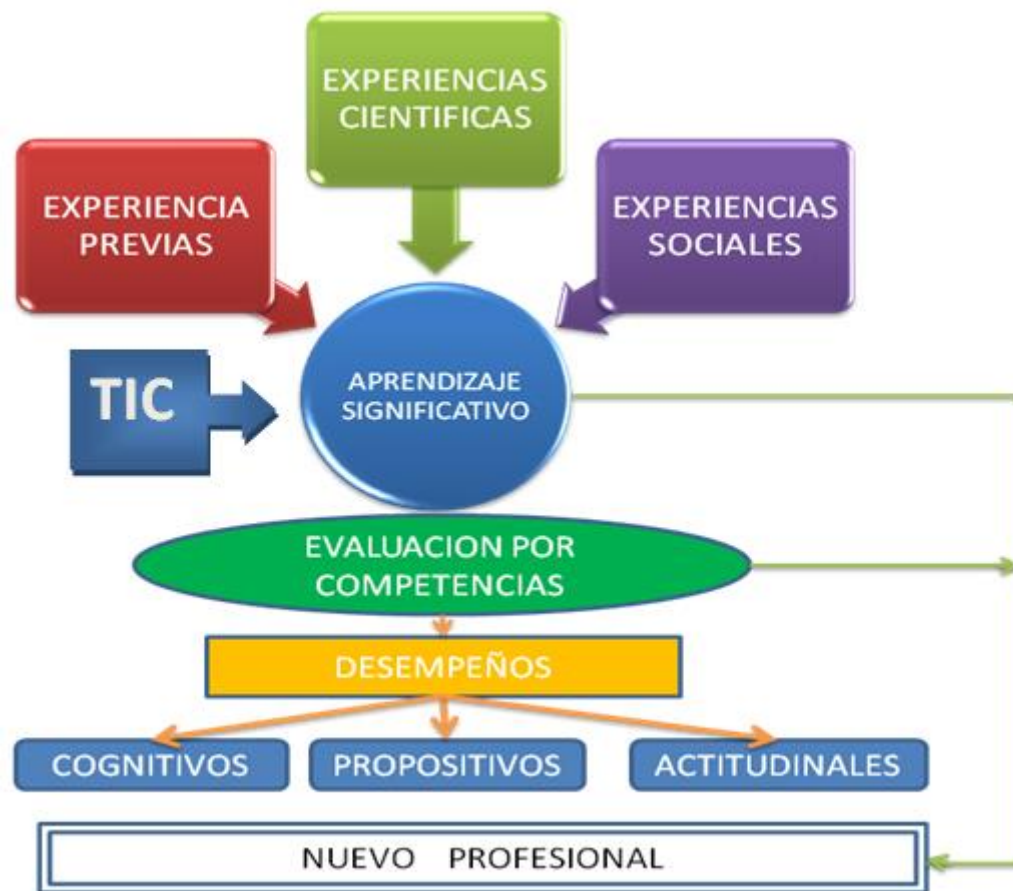 EXPERIENCIAS
CIENTIFICAS
EXPERIENCIA
PREVIAS
EXPERIENCIAS
SOCIALES
TIC
APRENDIZAJE
SIGNIFICATIVO
EVALUACION POR
COMPETENCIAS
DESEMPEÑOS
COGNITIVOS
PROPOSITIVOS
ACTITUDINALES
NUEVO PROFESIONAL